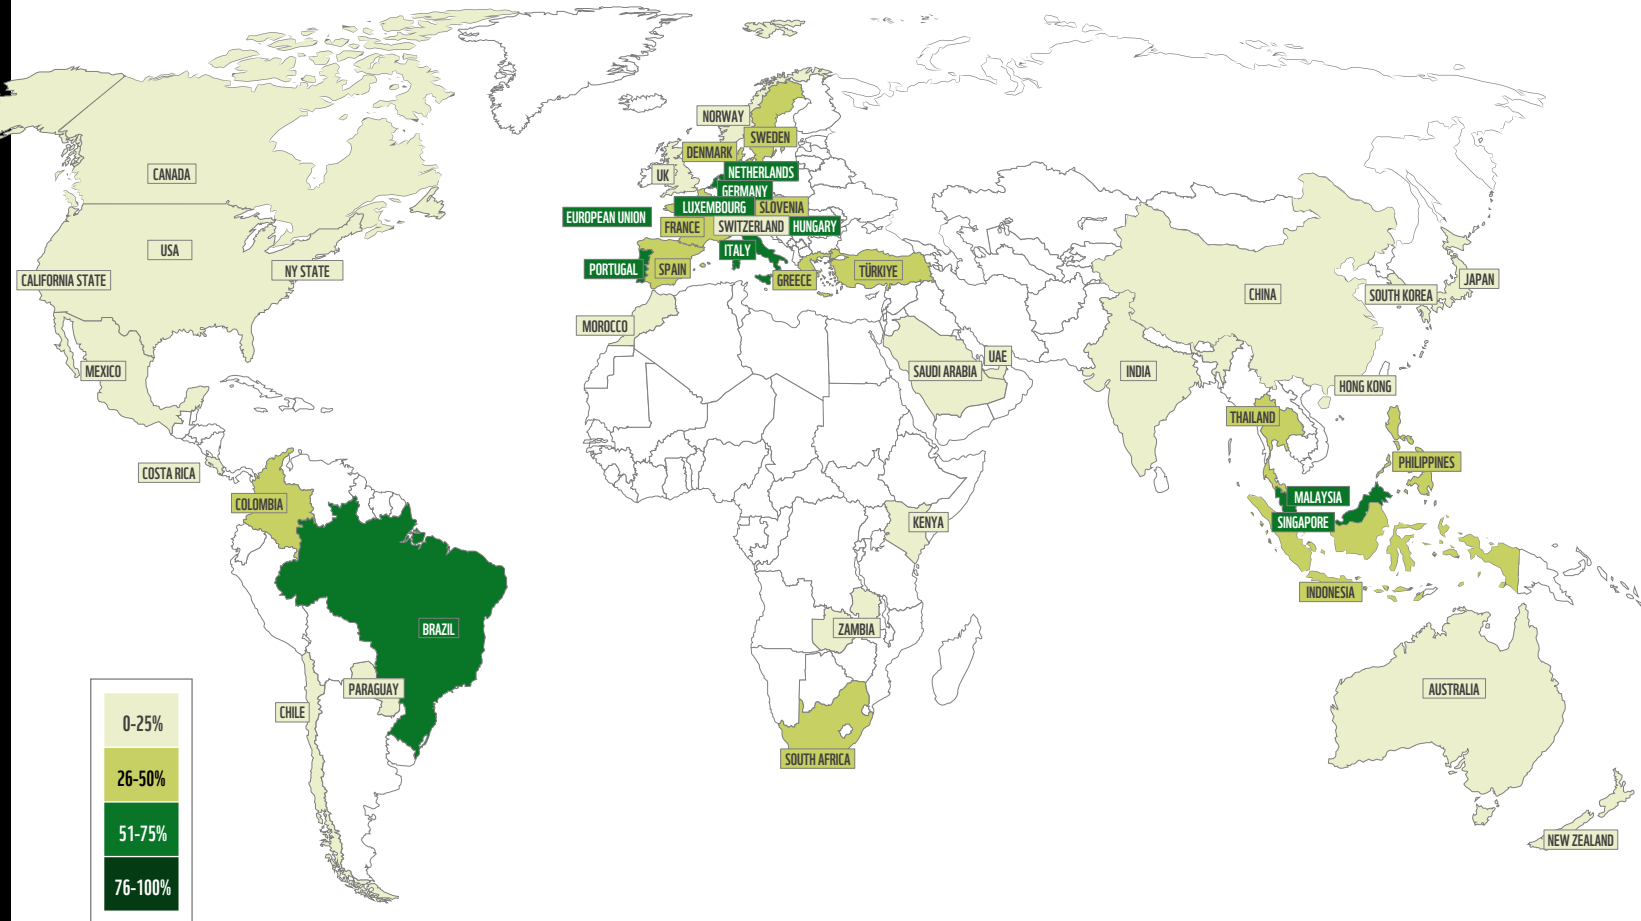 NORWAY
SWEDEN
DENMARK
CANADA
UK
NETHERLANDS
GERMANY
LUXEMBOURG
SLOVENIA
EUROPEAN UNION
FRANCE
SWITZERLAND
HUNGARY
USA
ITALY
NY STATE
PORTUGAL
SPAIN
TÜRKIYE
CALIFORNIA STATE
GREECE
JAPAN
CHINA
SOUTH KOREA
MOROCCO
UAE
MEXICO
SAUDI ARABIA
INDIA
HONG KONG
THAILAND
PHILIPPINES
COSTA RICA
MALAYSIA
COLOMBIA
KENYA
SINGAPORE
INDONESIA
BRAZIL
ZAMBIA
PARAGUAY
AUSTRALIA
CHILE
SOUTH AFRICA
NEW ZEALAND
0-25%
26-50%
51-75%
76-100%